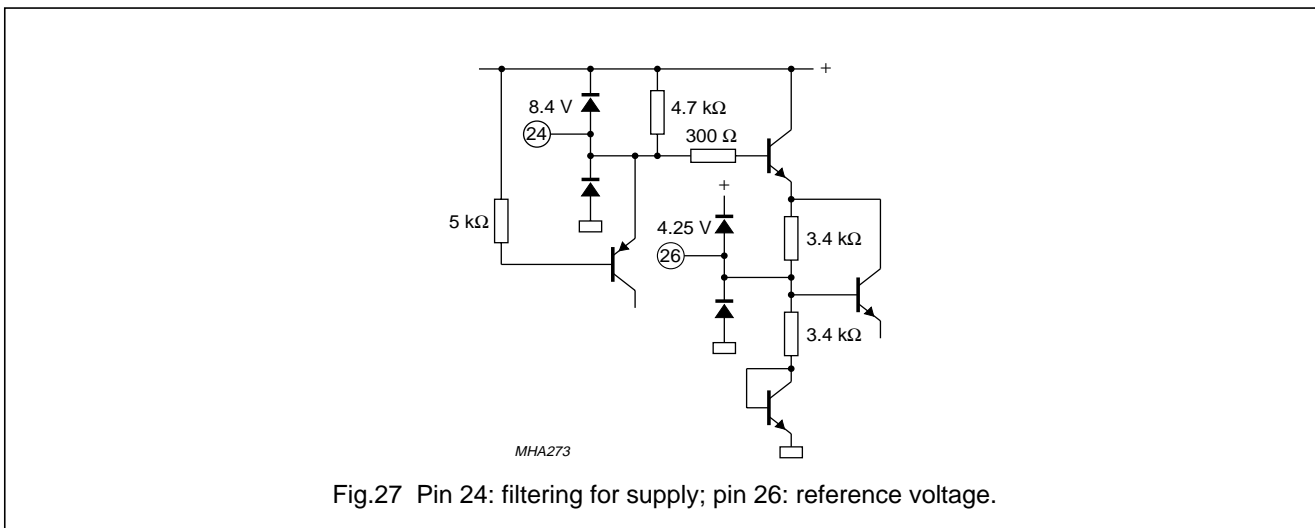 +
8.4 V
4.7 kΩ
24
300 Ω
+
5 kΩ
4.25 V
3.4 kΩ
26
3.4 kΩ
MHA273
Fig.27 Pin 24: filtering for supply; pin 26: reference voltage.